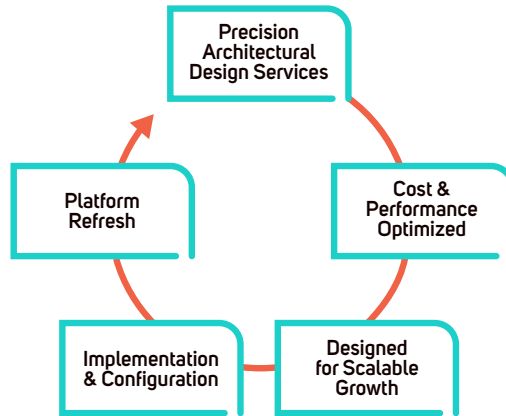 Precision
Architectural
Design Services
Cost &
Performance
Optimized
Designed
for Scalable
Growth
Implementation
& Configuration
Platform
Refresh